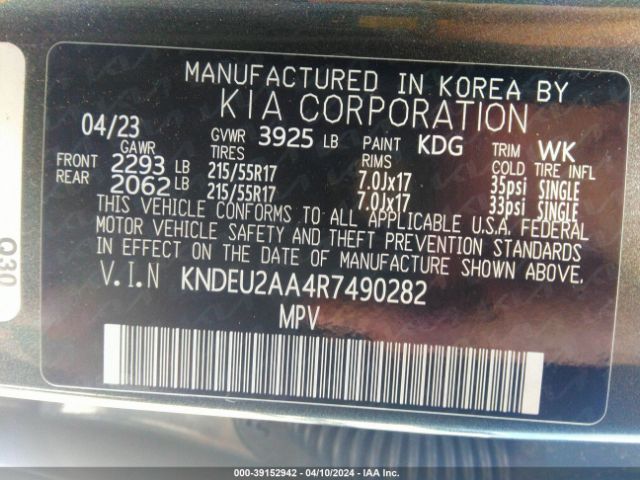 MANUFACTURED IN KOREA BY
KIA CORPORATION
04/23 GVWR 3925 LB PAINT KDG TRIM WK
GAWR TIRES RIMS COLD TIRE INFL
FRONT 2293 LB 215/55R17 7.0Jx17 35psi SINGLE
REAR 2062 LB 215/55R17 7.0Jx17 33psi SINGLE
THIS VEHICLE CONFORMS TO ALL APPLICABLE U.S.A. FEDERAL
MOTOR VEHICLE SAFETY AND THEFT PREVENTION STANDARDS
IN EFFECT ON THE DATE OF MANUFACTURE SHOWN ABOVE.
V.I.N KNDEU2AA4R7490282
MPV
Q30
000-39152942 - 04/10/2024 - IAA Inc.